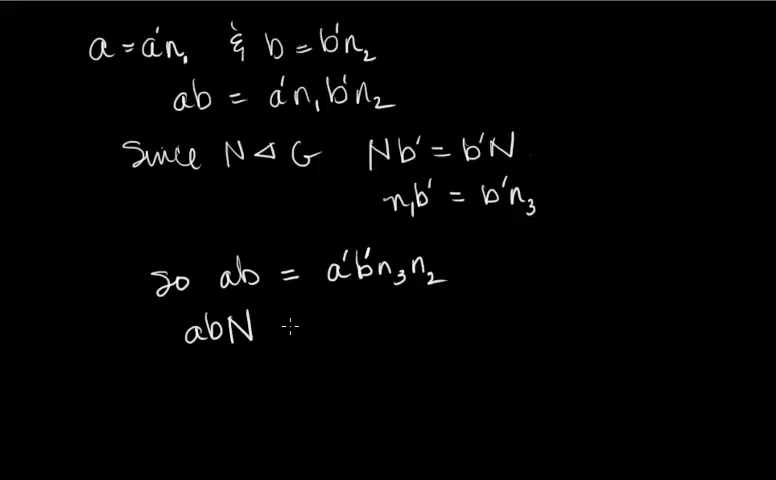 a = a'n₁ & b = b'n₂
ab = a'n₁b'n₂
Since N ⊲ G Nb' = b'N
n₁b' = b'n₃
so ab = a'b'n₃n₂
abN